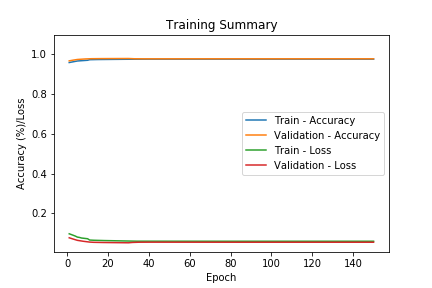 Training Summary
Accuracy (%)/Loss
1.0
0.8
0.6
0.4
0.2
Train - Accuracy
Validation - Accuracy
Train - Loss
Validation - Loss
0 20 40 60 80 100 120 140
Epoch